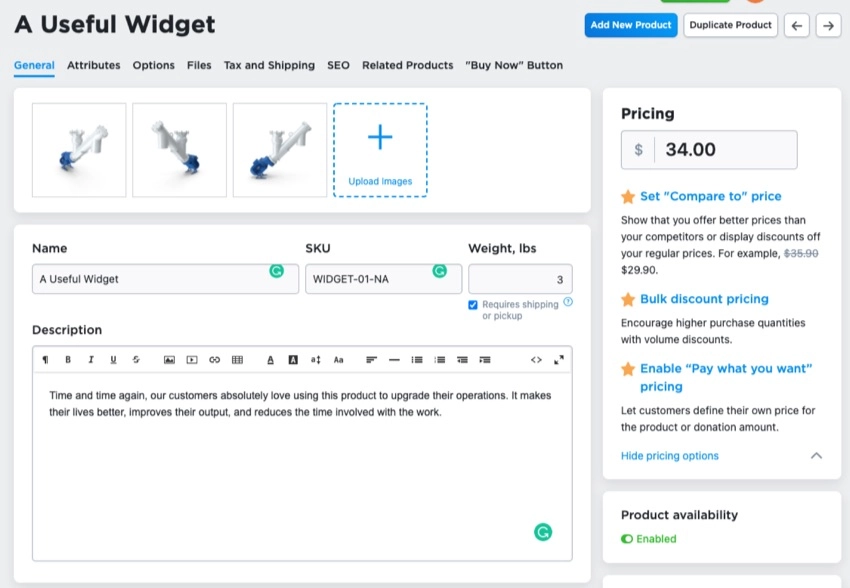 A Useful Widget
Add New Product
Duplicate Product
General Attributes Options Files Tax and Shipping SEO Related Products "Buy Now" Button
Upload Images
Name
A Useful Widget
SKU
WIDGET-01-NA
Weight, lbs
3
Requires shipping
or pickup
Description
¶ B I U S A A Aa <>
Time and time again, our customers absolutely love using this product to upgrade their operations. It makes
their lives better, improves their output, and reduces the time involved with the work.
Pricing
$ 34.00
Set "Compare to" price
Show that you offer better prices than
your competitors or display discounts off
your regular prices. For example, $35.90
$29.90.
Bulk discount pricing
Encourage higher purchase quantities
with volume discounts.
Enable “Pay what you want”
pricing
Let customers define their own price for
the product or donation amount.
Hide pricing options
Product availability
Enabled